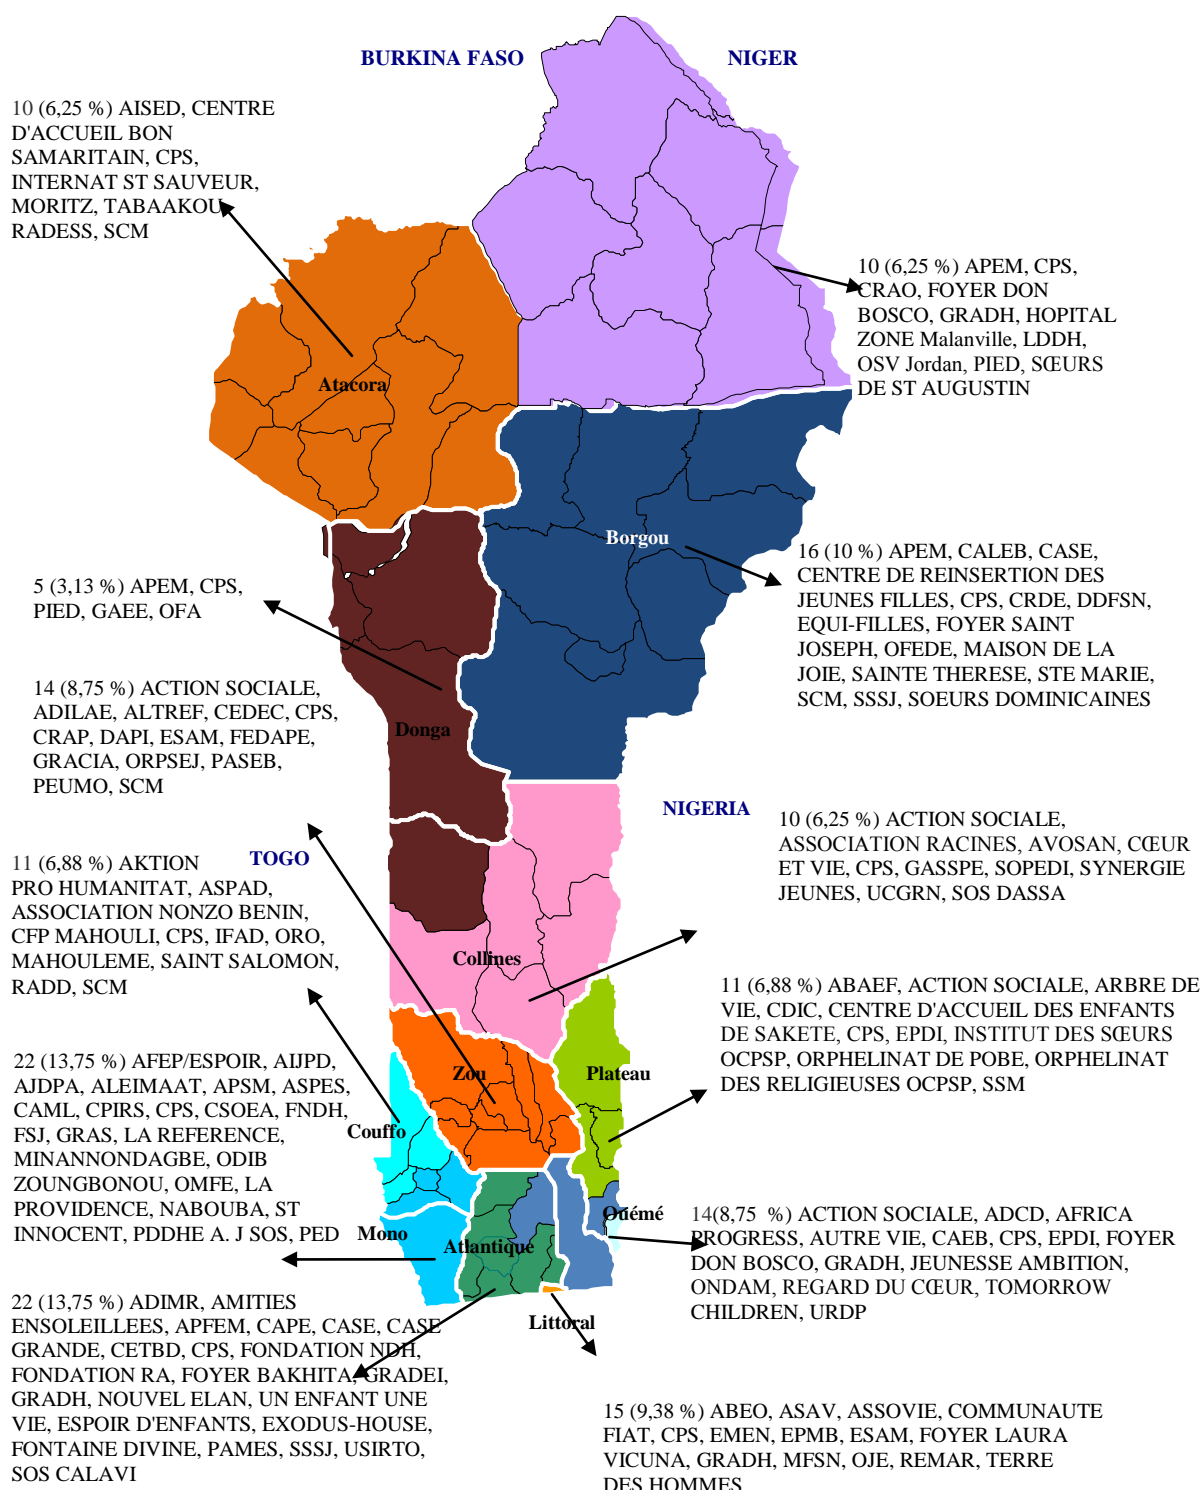 BURKINA FASO
NIGER
10 (6,25 %) AISED, CENTRE
D'ACCUEIL BON
SAMARITAIN, CPS,
INTERNAT ST SAUVEUR,
MORITZ, TABAAKOU
RADESS, SCM
10 (6,25 %) APEM, CPS,
CRAO, FOYER DON
BOSCO, GRADH, HOPITAL
ZONE Malanville, LDDH,
OSV Jordan, PIED, SŒURS
DE ST AUGUSTIN
Atacora
Borgou
16 (10 %) APEM, CALEB, CASE,
CENTRE DE REINSERTION DES
JEUNES FILLES, CPS, CRDE, DDFSN,
EQUI-FILLES, FOYER SAINT
JOSEPH, OFEDE, MAISON DE LA
JOIE, SAINTE THERESE, STE MARIE,
SCM, SSSJ, SOEURS DOMINICAINES
5 (3,13 %) APEM, CPS,
PIED, GAEE, OFA
14 (8,75 %) ACTION SOCIALE,
ADILAE, ALTREF, CEDEC, CPS,
CRAP, DAPI, ESAM, FEDAPE,
GRACIA, ORPSEJ, PASEB,
PEUMO, SCM
Donga
NIGERIA
10 (6,25 %) ACTION SOCIALE,
ASSOCIATION RACINES, AVOSAN, CŒUR
ET VIE, CPS, GASSPE, SOPEDI, SYNERGIE
JEUNES, UCGRN, SOS DASSA
TOGO
11 (6,88 %) AKTION
PRO HUMANITAT, ASPAD,
ASSOCIATION NONZO BENIN,
CFP MAHOULI, CPS, IFAD, ORO,
MAHOULEME, SAINT SALOMON,
RADD, SCM
Collines
11 (6,88 %) ABAEF, ACTION SOCIALE, ARBRE DE
VIE, CDIC, CENTRE D'ACCUEIL DES ENFANTS
DE SAKETE, CPS, EPDI, INSTITUT DES SŒURS
OCPSP, ORPHELINAT DE POBE, ORPHELINAT
DES RELIGIEUSES OCPSP, SSM
22 (13,75 %) AFEP/ESPOIR, AIJPD,
AJDPA, ALEIMAAT, APSM, ASPES,
CAML, CPIRS, CPS, CSOEA, FNDH,
FSJ, GRAS, LA REFERENCE,
MINANNONDAGBE, ODIB
ZOUNGBONOU, OMFE, LA
PROVIDENCE, NABOUBA, ST
INNOCENT, PDDHE A. J SOS, PED
Zou
Plateau
Couffo
Mono
Atlantique
Ouémé
14(8,75 %) ACTION SOCIALE, ADCD, AFRICA
PROGRESS, AUTRE VIE, CAEB, CPS, EPDI, FOYER
DON BOSCO, GRADH, JEUNESSE AMBITION,
ONDAM, REGARD DU CŒUR, TOMORROW
CHILDREN, URDP
22 (13,75 %) ADIMR, AMITIES
ENSOLEILLEES, APFEM, CAPE, CASE, CASE
GRANDE, CETBD, CPS, FONDATION NDH,
FONDATION RA, FOYER BAKHITA, GRADEI,
GRADH, NOUVEL ELAN, UN ENFANT UNE
VIE, ESPOIR D'ENFANTS, EXODUS-HOUSE,
FONTAINE DIVINE, PAMES, SSSJ, USIRTO,
SOS CALAVI
Littoral
15 (9,38 %) ABEO, ASAV, ASSOVIE, COMMUNAUTE
FIAT, CPS, EMEN, EPMB, ESAM, FOYER LAURA
VICUNA, GRADH, MFSN, OJE, REMAR, TERRE
DES HOMMES